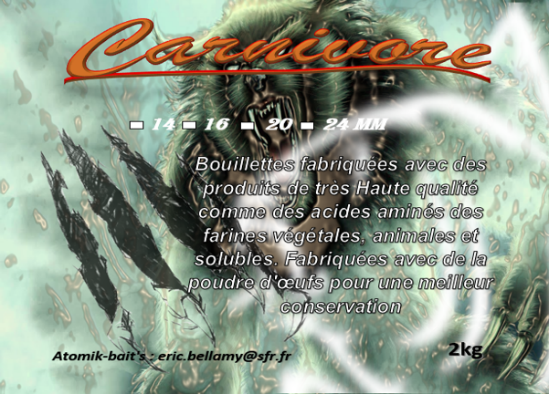 Carnivore
14 16 20 24 MM
Bouillettes fabriquées avec des
produits de très Haute qualité
comme des acides aminés des
farines végétales, animales et
solubles. Fabriquées avec de la
poudre d'œufs pour une meilleur
conservation
Atomik-bait's : eric.bellamy@sfr.fr
2kg